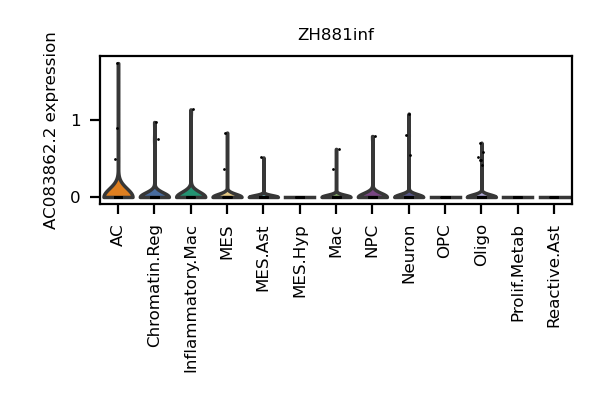 ZH881inf
AC083862.2 expression
1
0
AC
Chromatin.Reg
Inflammatory.Mac
MES
MES.Ast
MES.Hyp
Mac
NPC
Neuron
OPC
Oligo
Prolif.Metab
Reactive.Ast